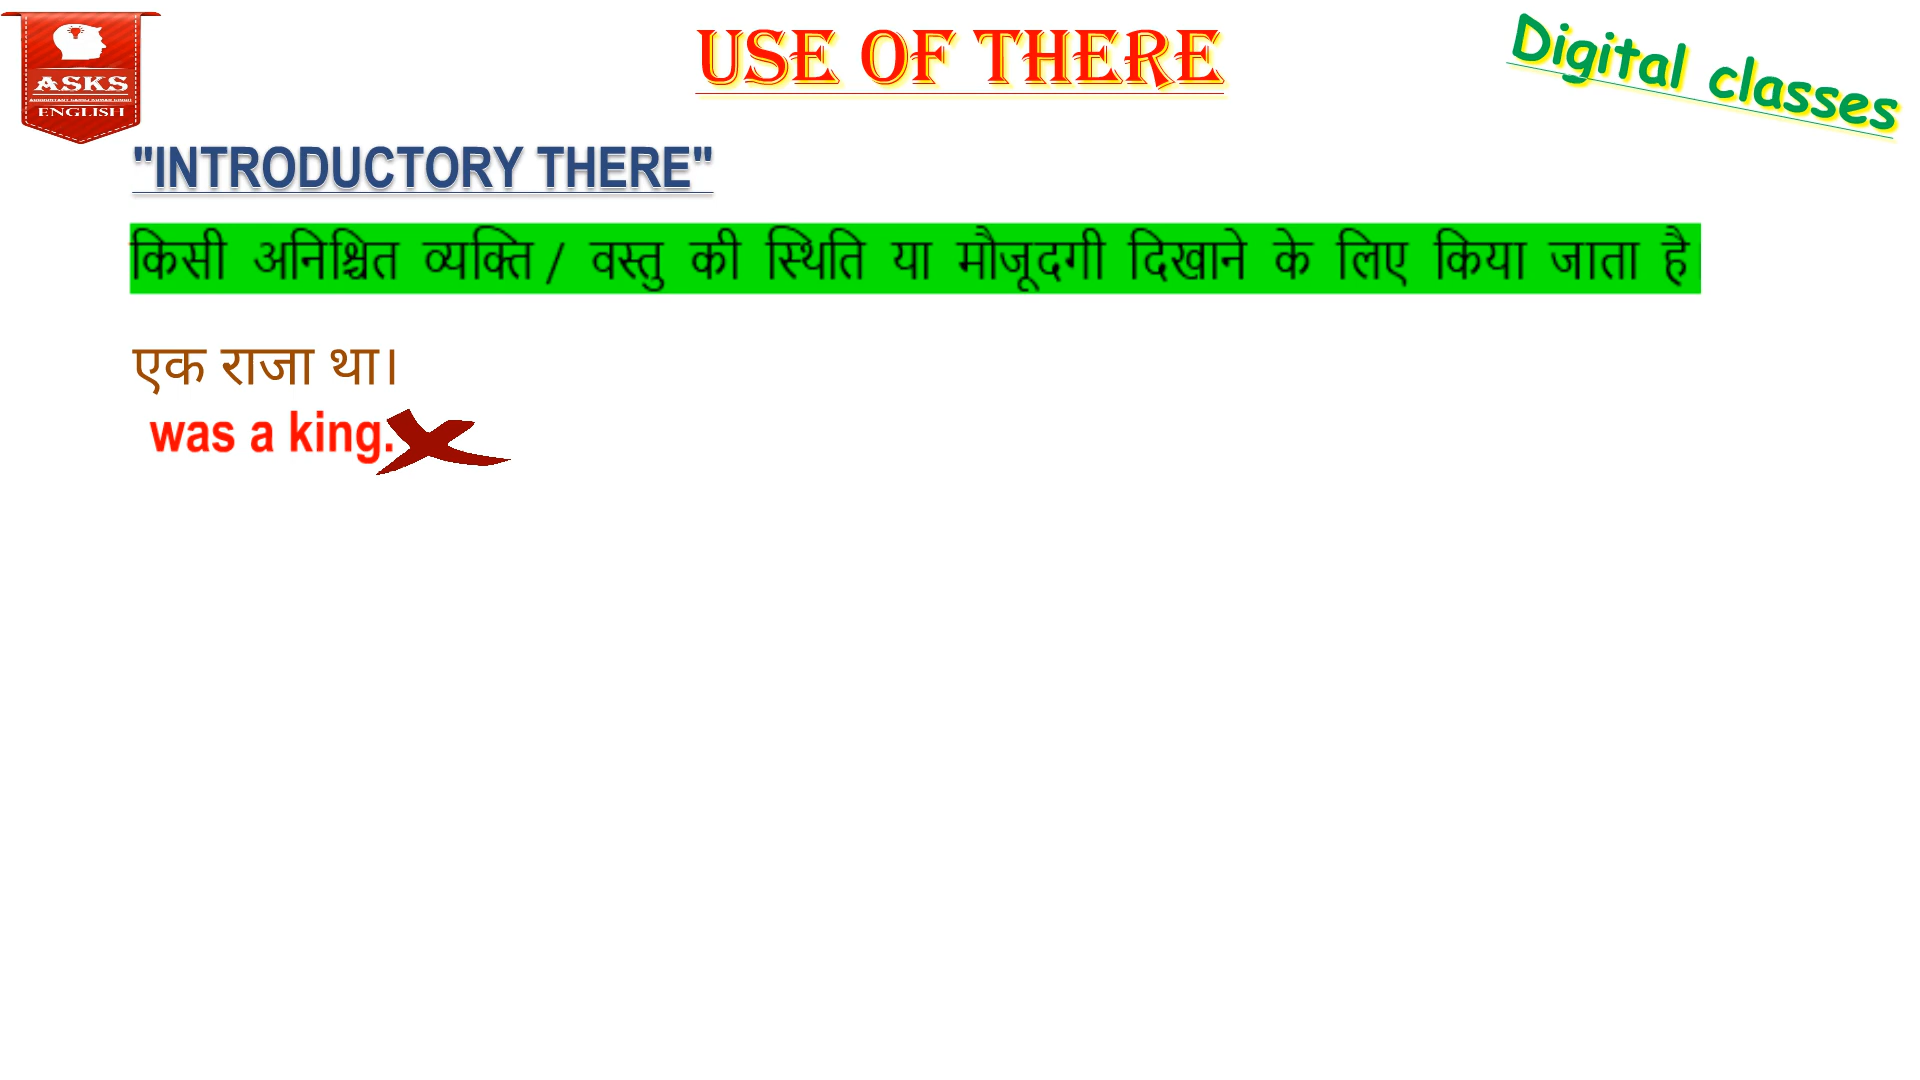 ASKS
ENGLISH
USE OF THERE
Digital classes
"INTRODUCTORY THERE"
किसी अनिश्चित व्यक्ति / वस्तु की स्थिति या मौजूदगी दिखाने के लिए किया जाता है
एक राजा था।
was a king.